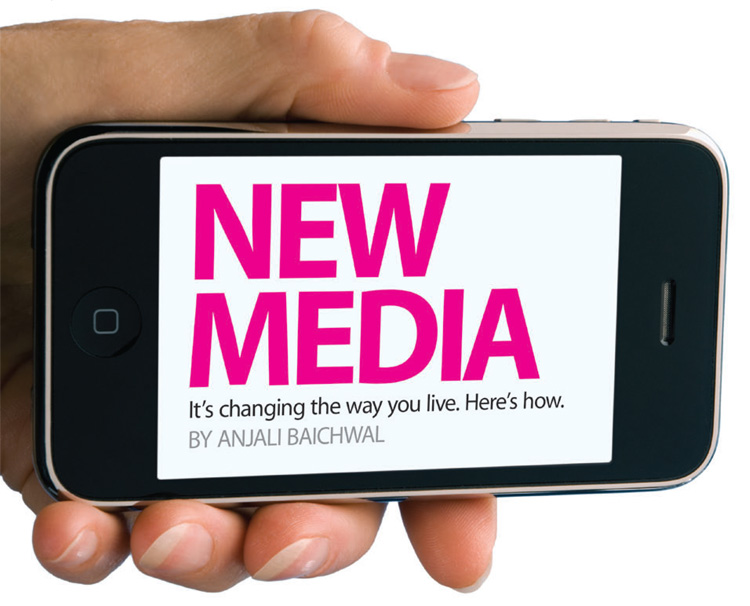 NEW
MEDIA
It's changing the way you live. Here's how.
BY ANJALI BAICHWAL